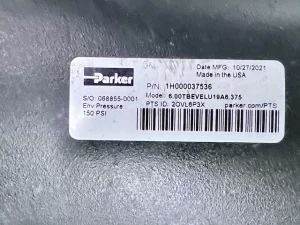 Date MFG: 10/27/2021
Made in the USA
Parker
P/N: 1H000037536
S/O: 068855-0001
Model: 6.00TBEVELU19A6.375
Env Pressure
PTS ID: 2OVL6P3X
parker.com/PTS
150 PSI